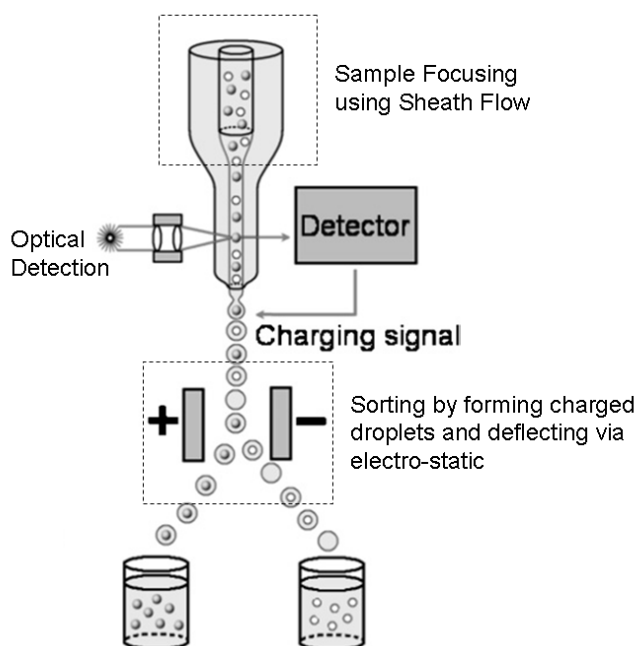 Sample Focusing
using Sheath Flow
Optical
Detection
Detector
Charging signal
+
−
Sorting by forming charged
droplets and deflecting via
electro-static